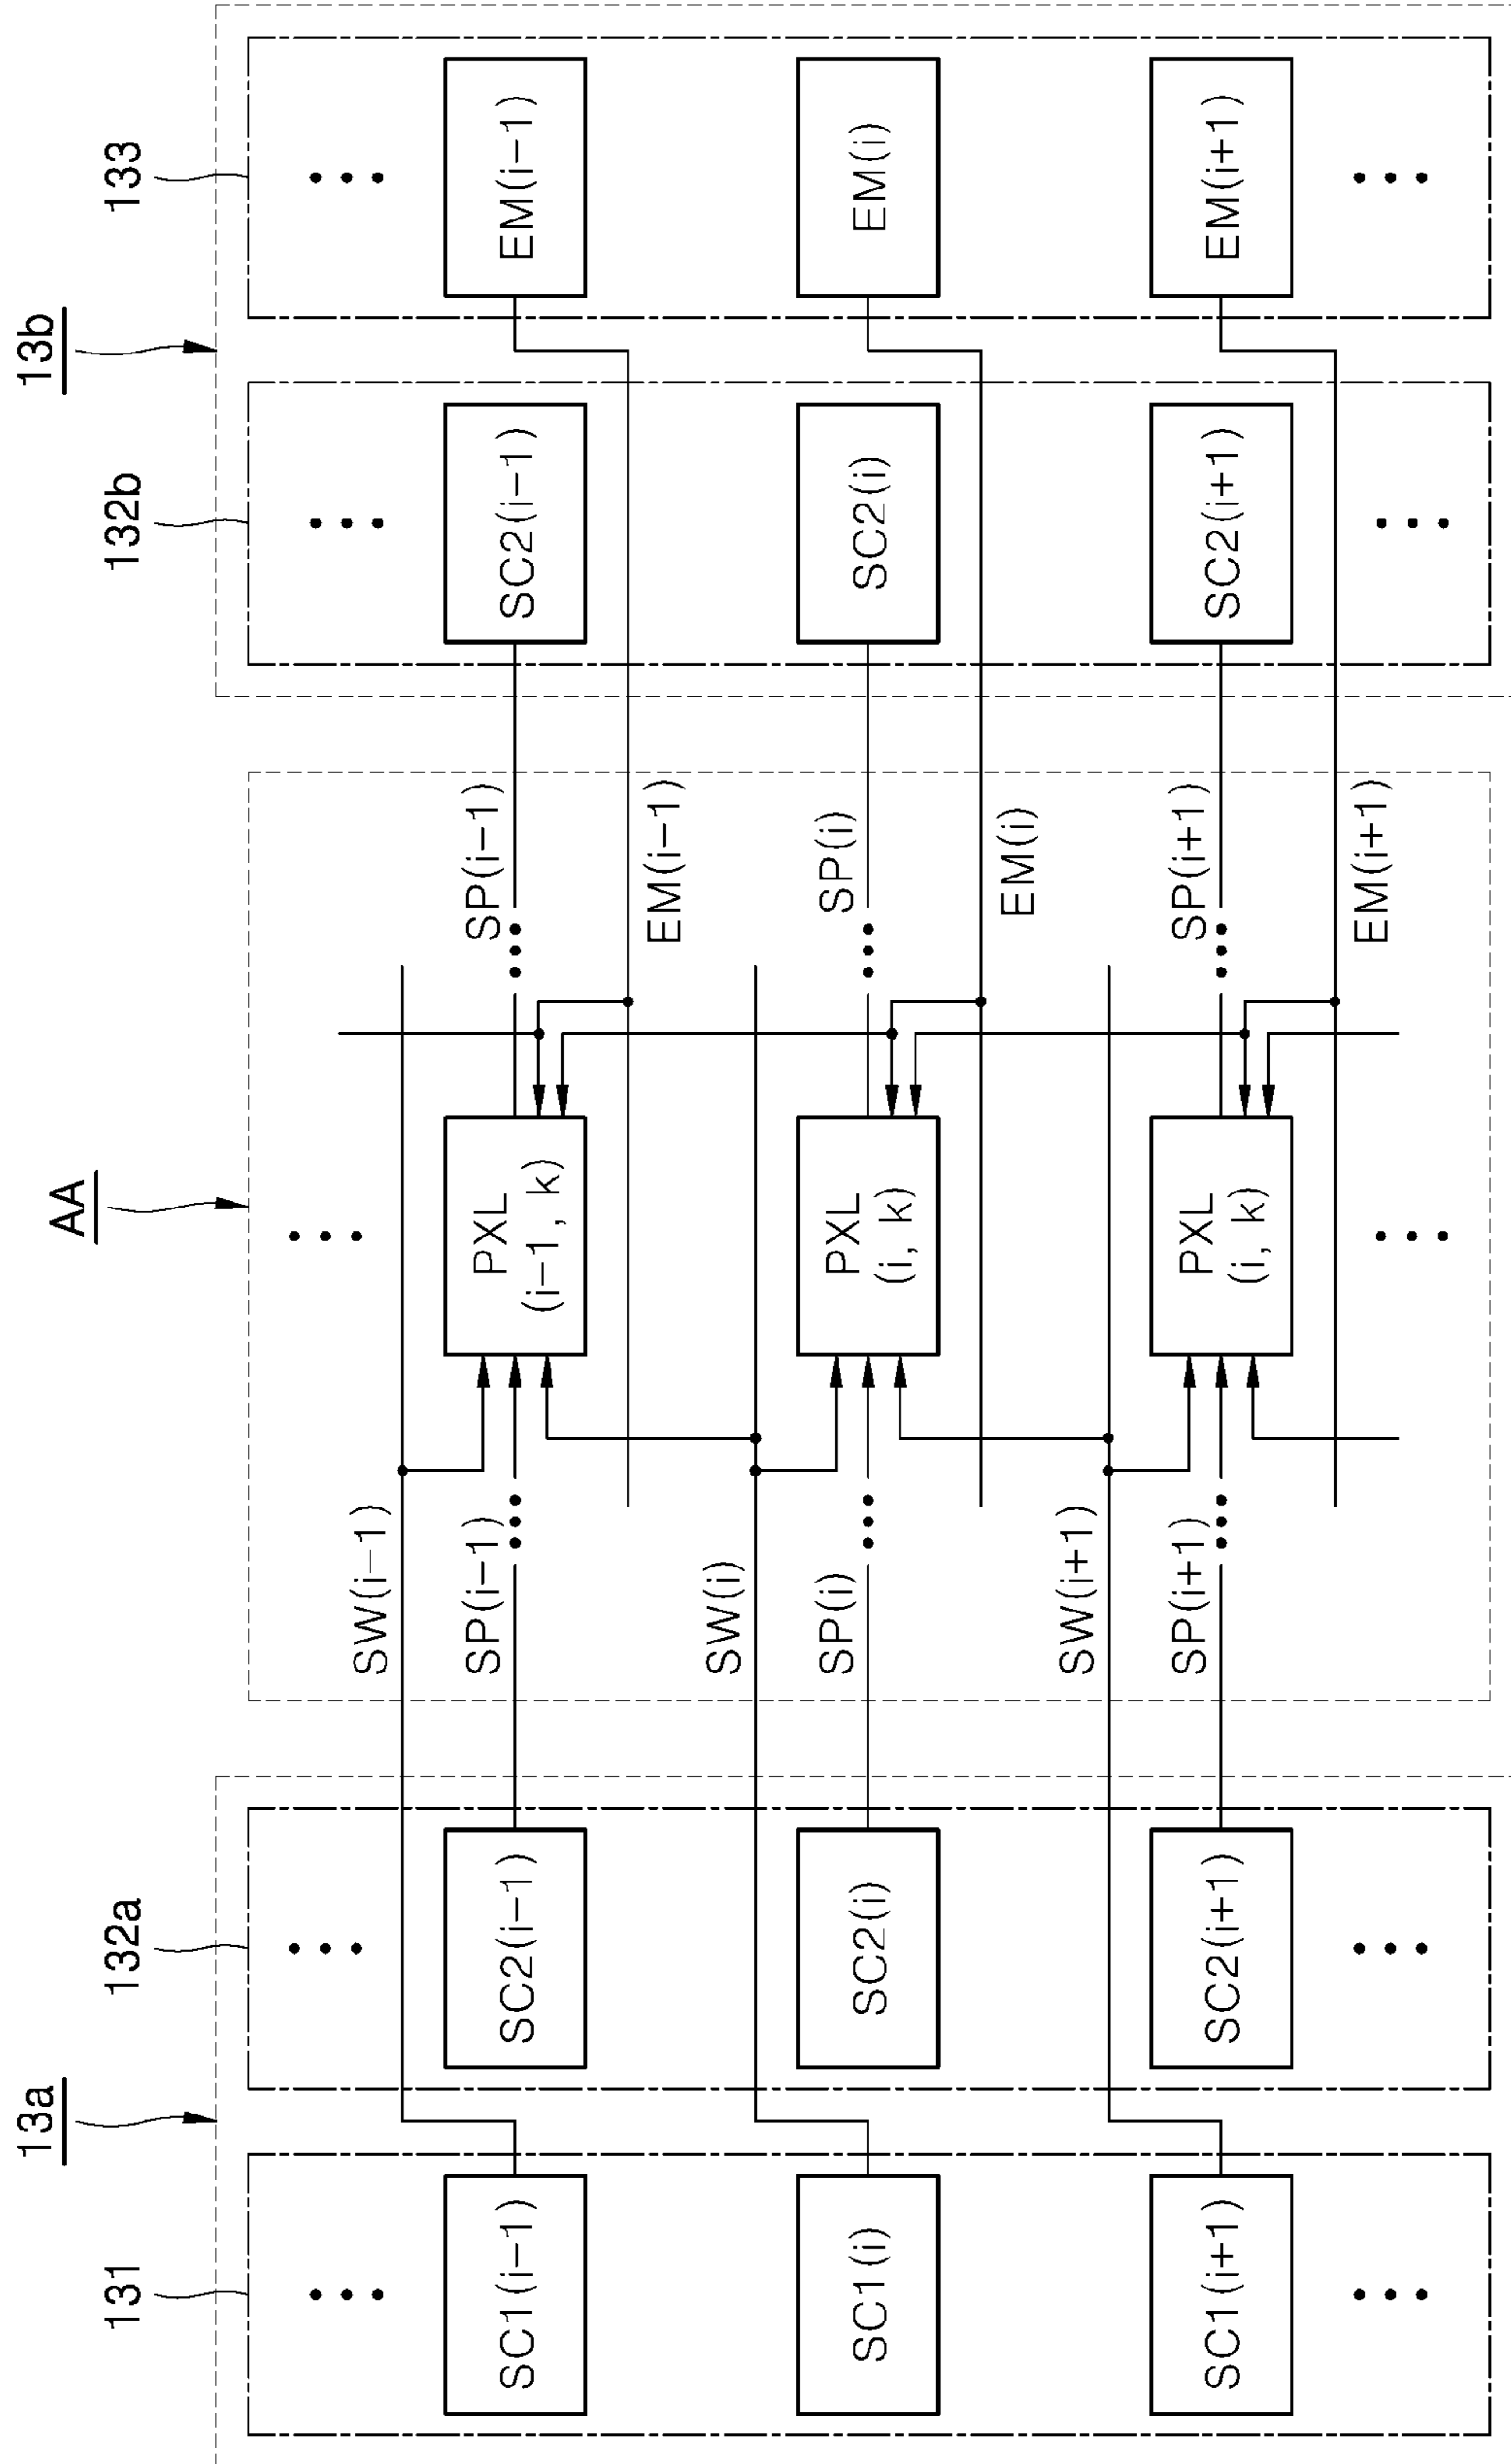 13a
AA
13b
131
132a
132b
133
SW(i-1)
SP(i-1)
SP(i-1)
SC1(i-1)
SC2(i-1)
PXL
(i-1, k)
SC2(i-1)
EM(i-1)
EM(i-1)
SW(i)
SP(i)
SP(i)
SC1(i)
SC2(i)
PXL
(i, k)
SC2(i)
EM(i)
EM(i)
SW(i+1)
SP(i+1)
SP(i+1)
SC1(i+1)
SC2(i+1)
PXL
(i, k)
SC2(i+1)
EM(i+1)
EM(i+1)